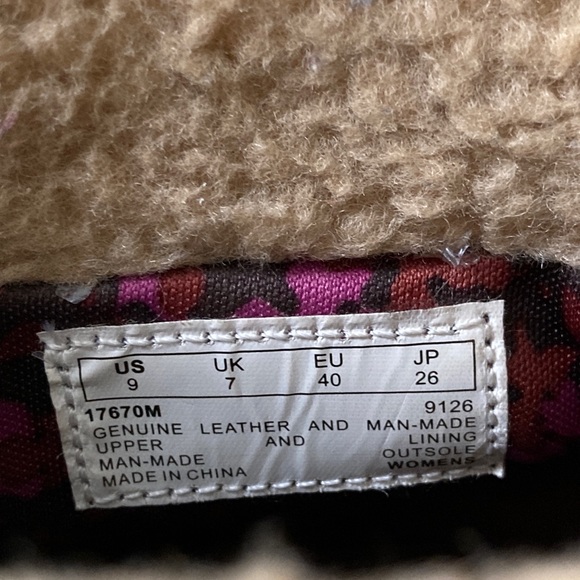 US UK EU JP
9 7 40 26
17670M 9126
GENUINE LEATHER AND MAN-MADE
UPPER AND LINING
MAN-MADE OUTSOLE
MADE IN CHINA WOMENS